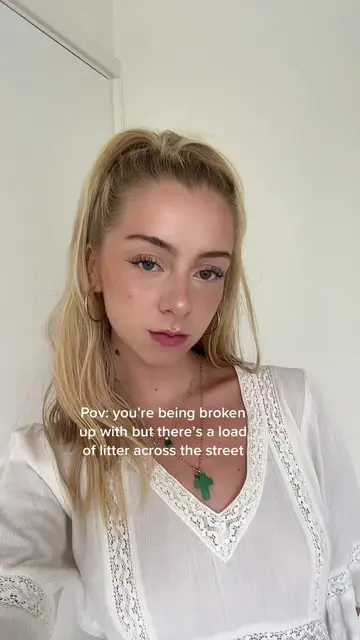 Pov: you're being broken
up with but there's a load
of litter across the street